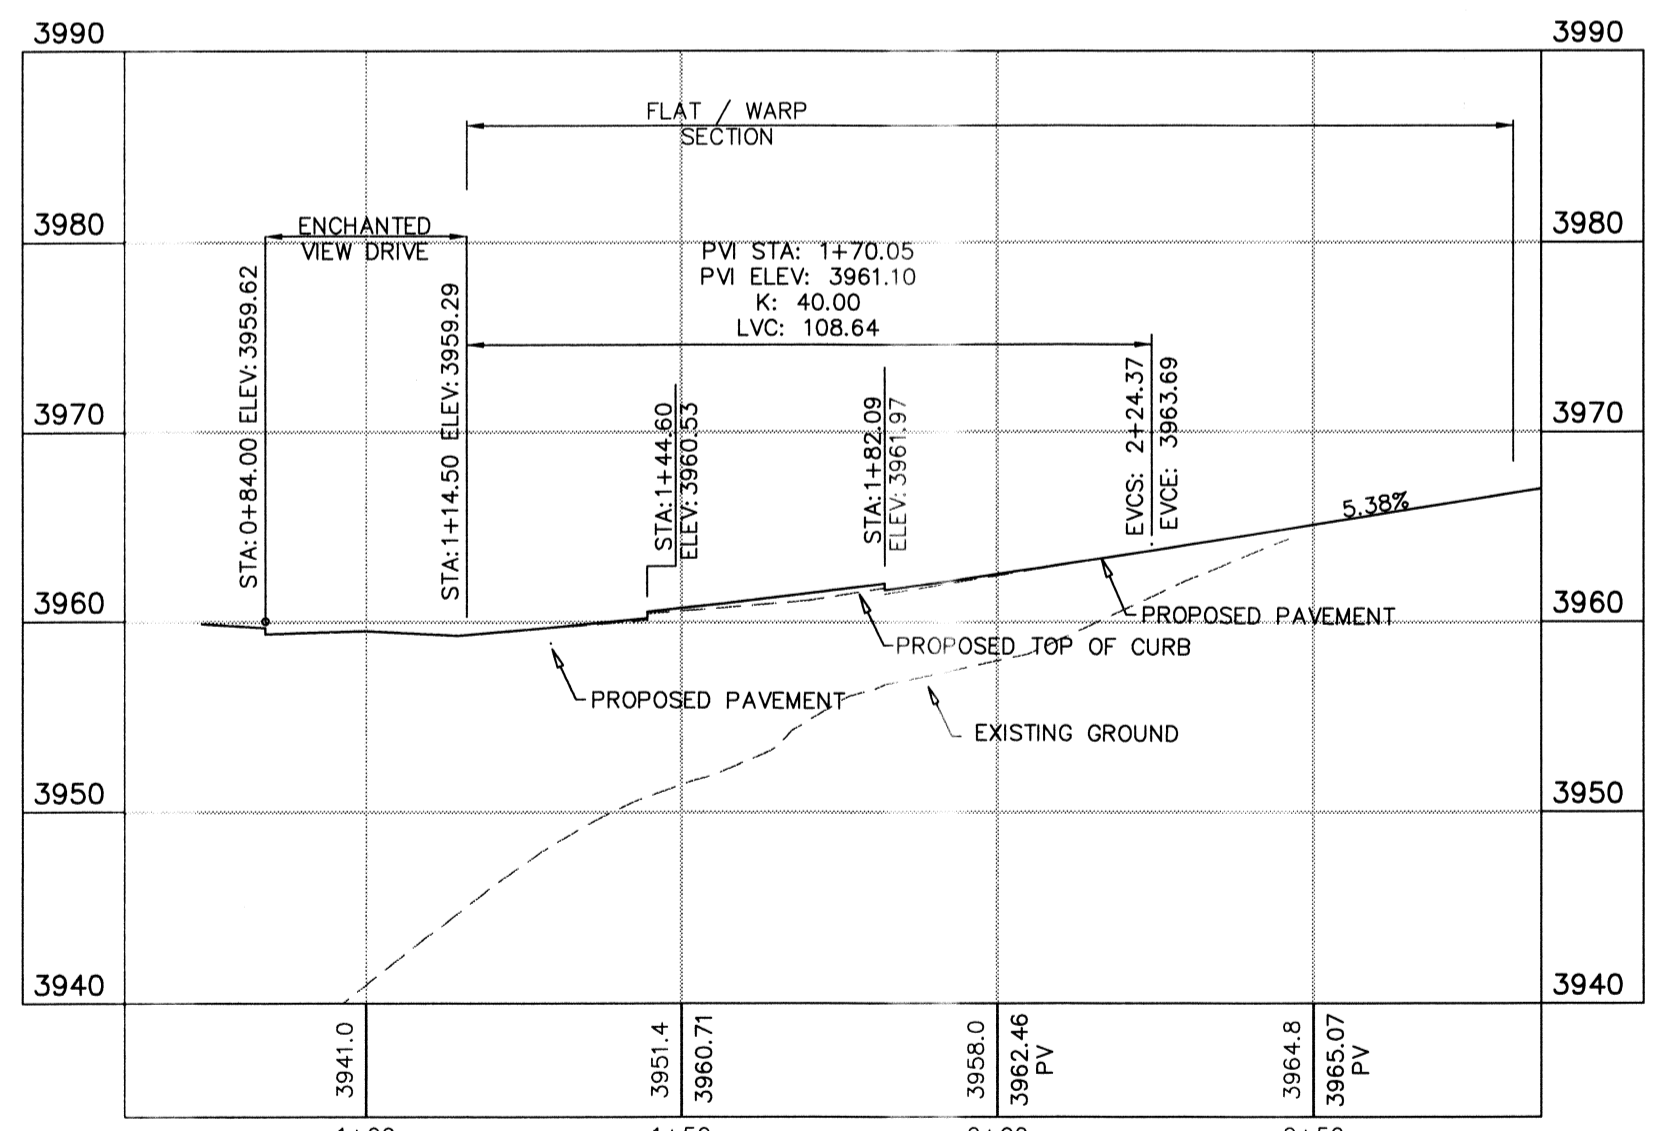 3990
3990
FLAT / WARP
SECTION
3980
3980
ENCHANTED
VIEW DRIVE
PVI STA: 1+70.05
PVI ELEV: 3961.10
K: 40.00
LVC: 108.64
STA: 0+84.00 ELEV: 3959.62
STA: 1+14.50 ELEV: 3959.29
STA: 1+44.60
ELEV: 3960.53
STA: 1+82.09
ELEV: 3961.97
EVCS: 2+24.37
EVCE: 3963.69
3970
3970
5.38%
3960
3960
PROPOSED PAVEMENT
PROPOSED TOP OF CURB
PROPOSED PAVEMENT
EXISTING GROUND
3950
3950
3940
3940
3941.0
3951.4
3960.71
3958.0
3962.46
PV
3964.8
3965.07
PV